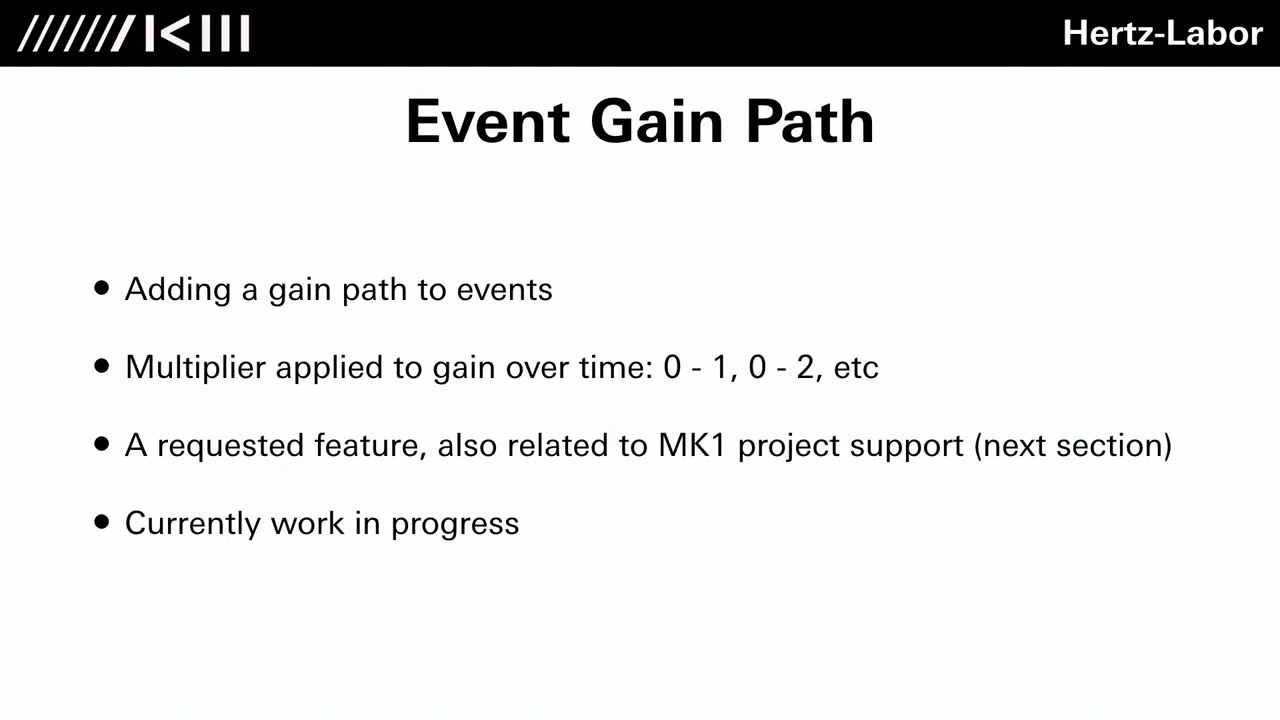 Hertz-Labor
Event Gain Path
• Adding a gain path to events
• Multiplier applied to gain over time: 0 - 1, 0 - 2, etc
• A requested feature, also related to MK1 project support (next section)
• Currently work in progress